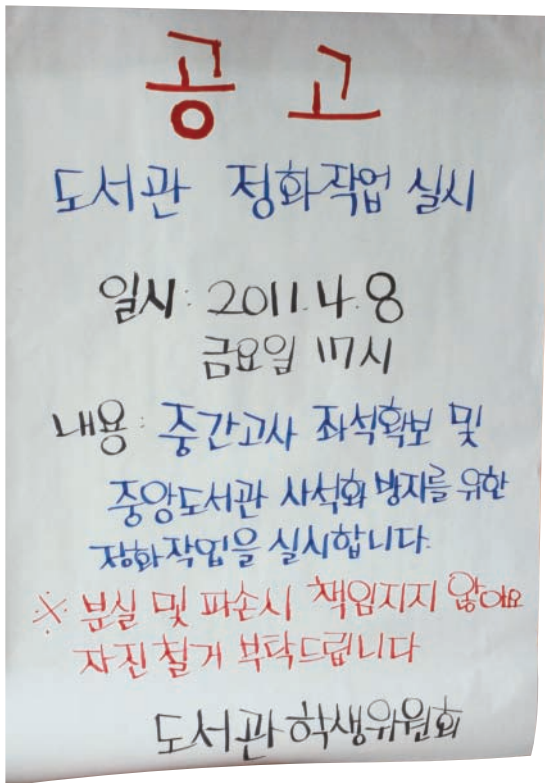 공고
도서관 정화작업 실시
일시: 2011.4.8
금요일 17시
내용: 중간고사 좌석확보 및
중앙도서관 사석화 방지를 위한
정화작업을 실시합니다.
※ 분실 및 파손시 책임지지 않아요
자진철거 부탁드립니다
도서관학생위원회